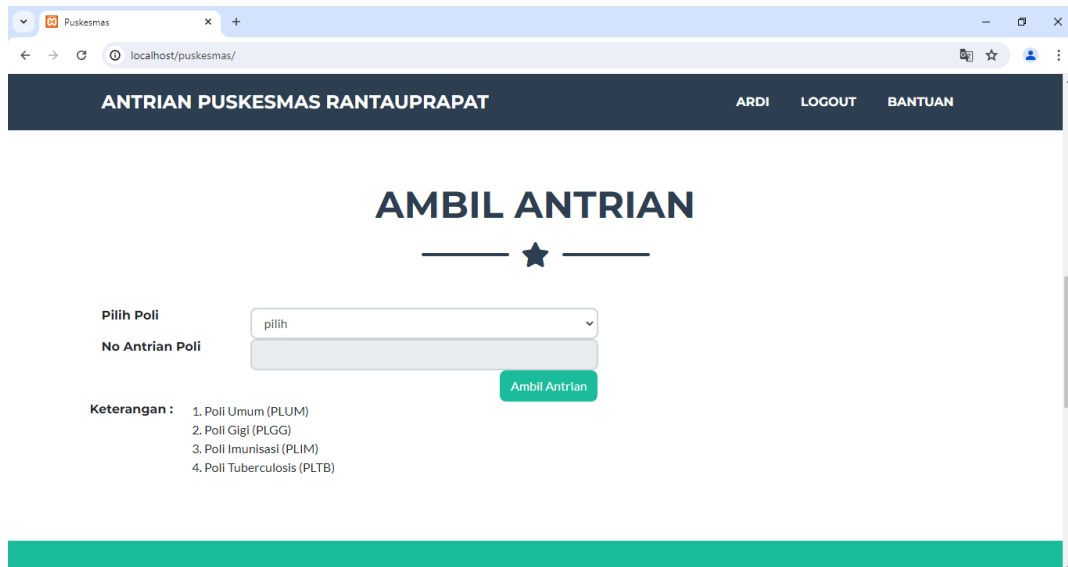 Puskesmas
localhost/puskesmas/
ANTRIAN PUSKESMAS RANTAUPRAPAT ARDI LOGOUT BANTUAN
AMBIL ANTRIAN
Pilih Poli pilih
No Antrian Poli
Ambil Antrian
Keterangan : 1. Poli Umum (PLUM)
2. Poli Gigi (PLGG)
3. Poli Imunisasi (PLIM)
4. Poli Tuberculosis (PLTB)